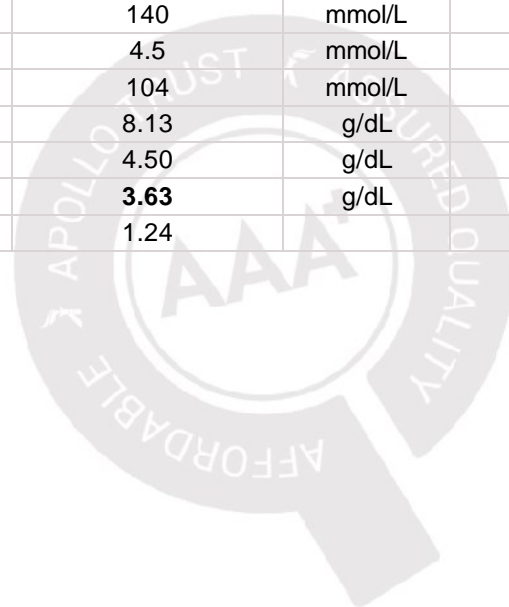 140 mmol/L
4.5 mmol/L
104 mmol/L
8.13 g/dL
4.50 g/dL
3.63 g/dL
1.24
APOLLO TRUST ASSURED QUALITY AFFORDABLE
AAA+